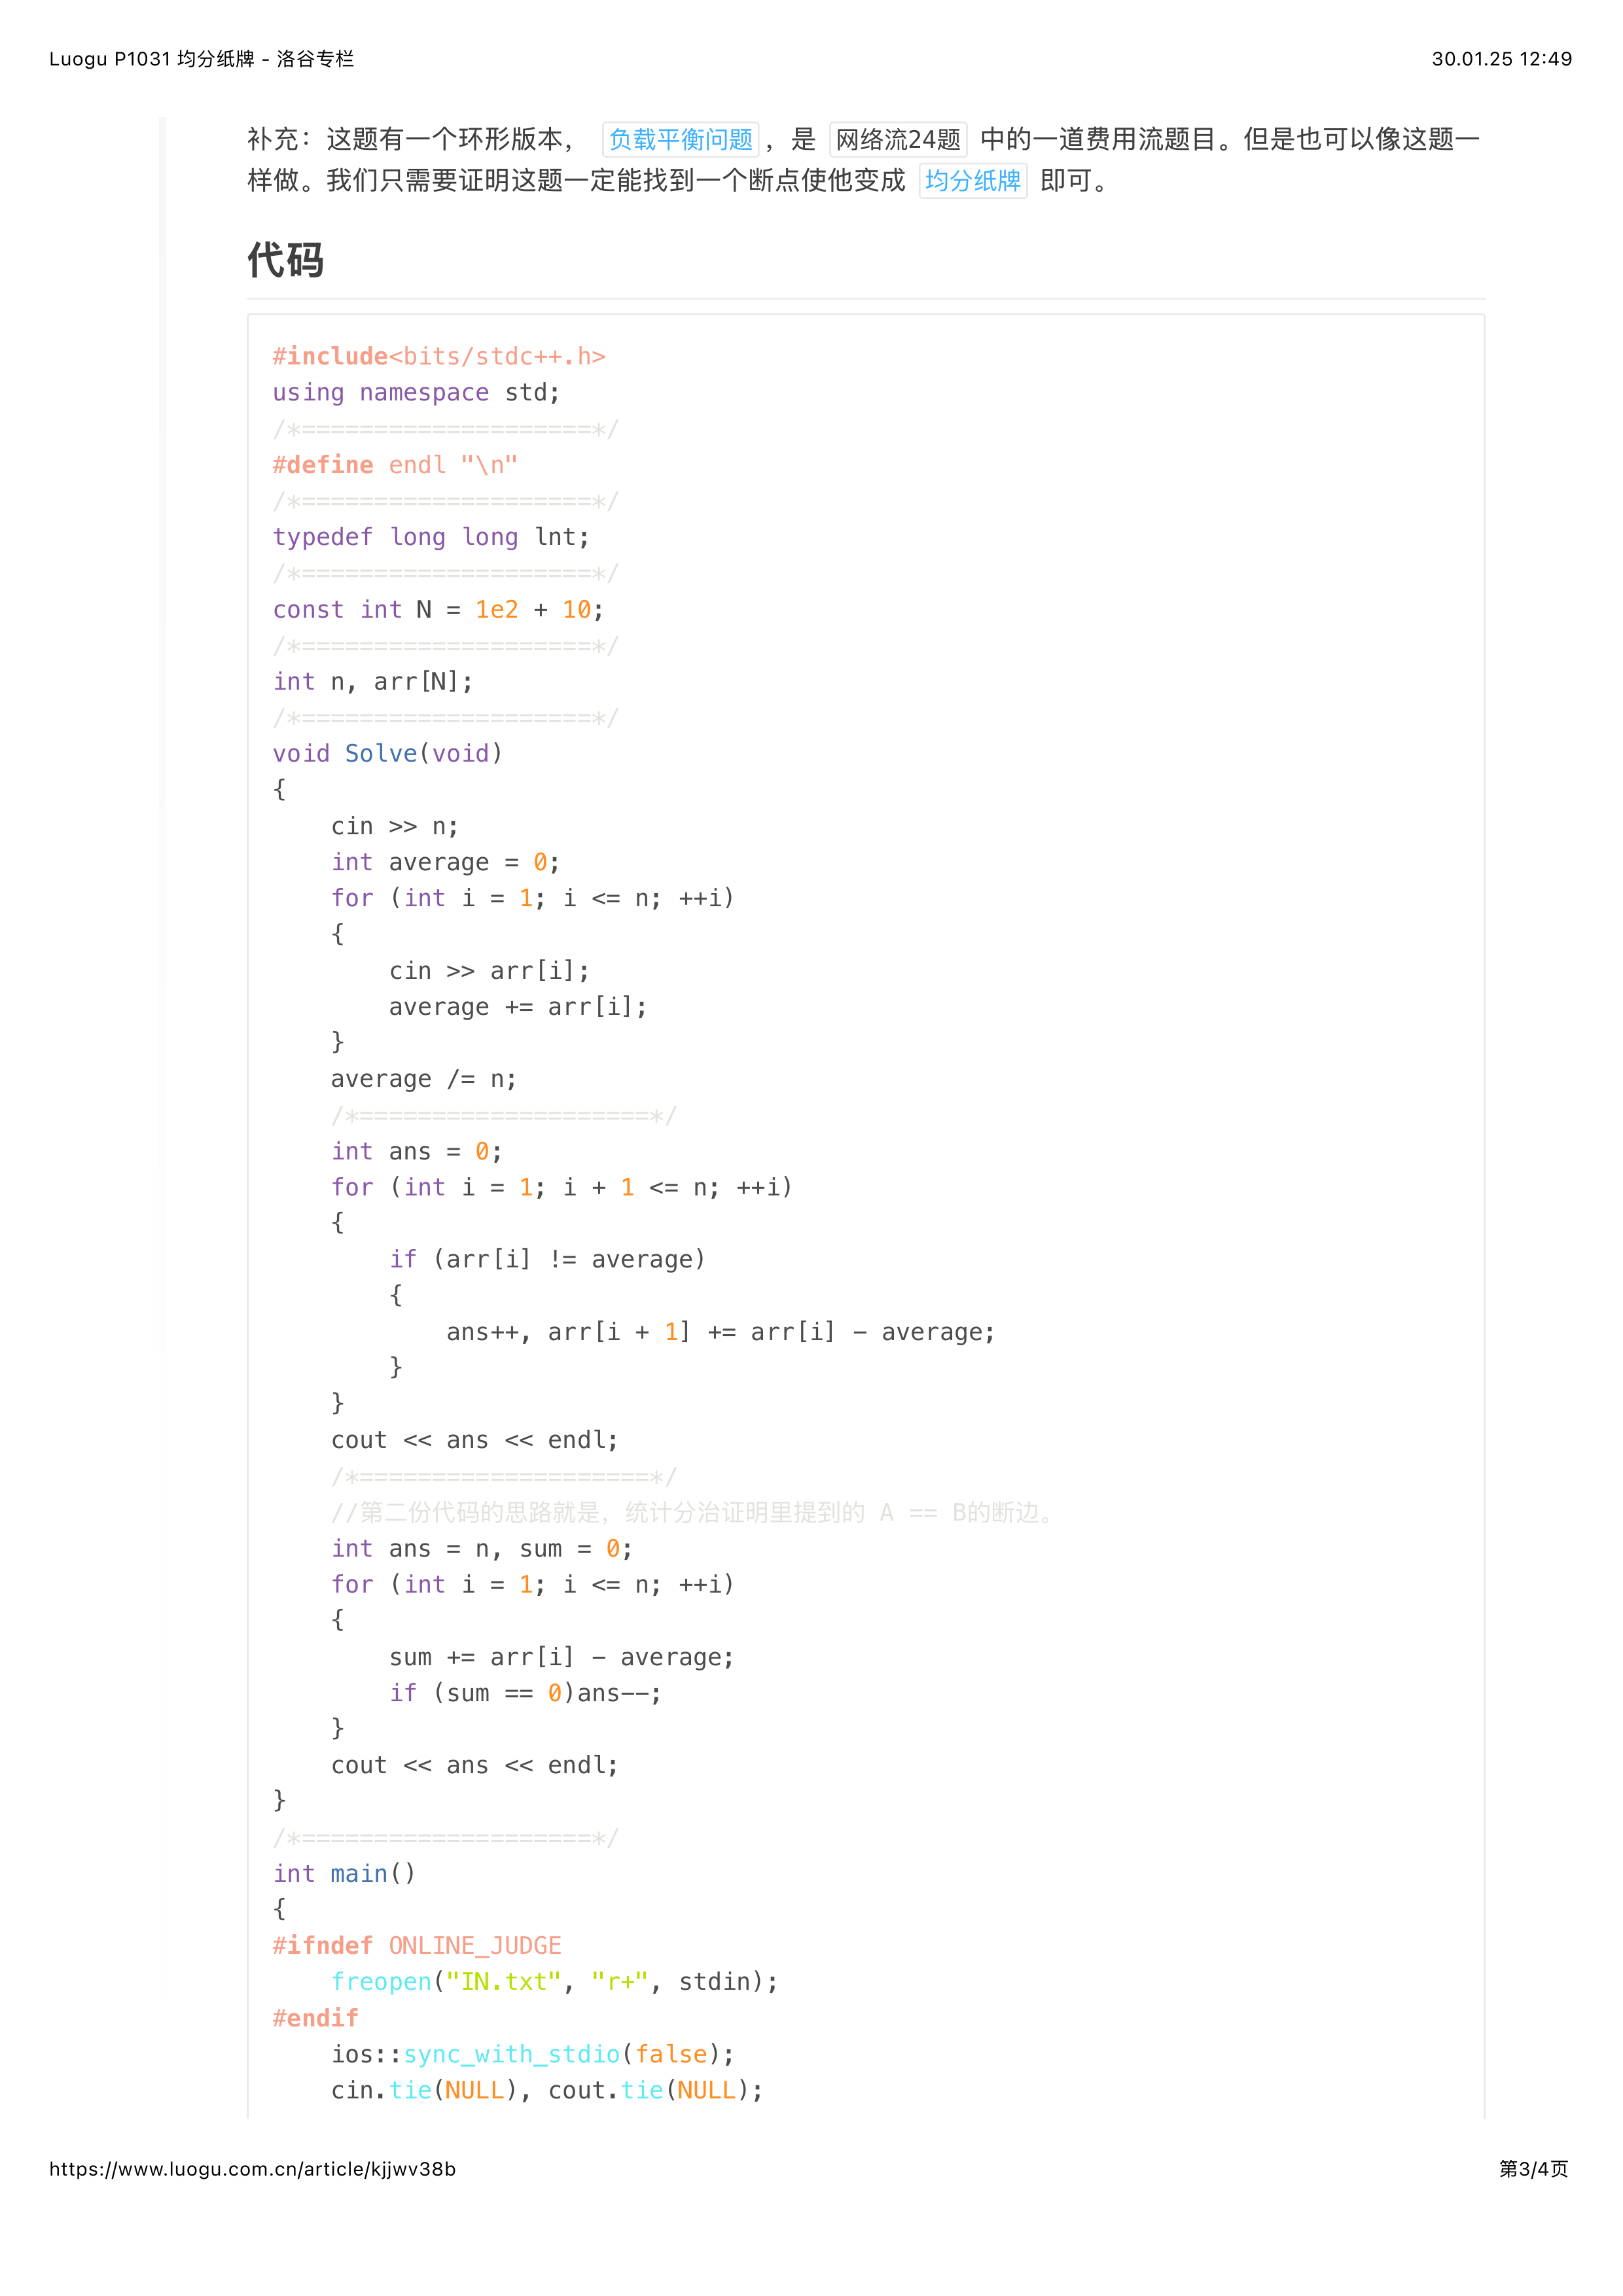 Luogu P1031 均分纸牌 - 洛谷专栏 30.01.25 12:49
补充：这题有一个环形版本， 负载平衡问题 ，是 网络流24题 中的一道费用流题目。但是也可以像这题一
样做。我们只需要证明这题一定能找到一个断点使他变成 均分纸牌 即可。
代码
#include<bits/stdc++.h>
using namespace std;
/*====================*/
#define endl "\n"
/*====================*/
typedef long long lnt;
/*====================*/
const int N = 1e2 + 10;
/*====================*/
int n, arr[N];
/*====================*/
void Solve(void)
{
    cin >> n;
    int average = 0;
    for (int i = 1; i <= n; ++i)
    {
        cin >> arr[i];
        average += arr[i];
    }
    average /= n;
    /*====================*/
    int ans = 0;
    for (int i = 1; i + 1 <= n; ++i)
    {
        if (arr[i] != average)
        {
            ans++, arr[i + 1] += arr[i] - average;
        }
    }
    cout << ans << endl;
    /*====================*/
    //第二份代码的思路就是，统计分治证明里提到的 A == B的断边。
    int ans = n, sum = 0;
    for (int i = 1; i <= n; ++i)
    {
        sum += arr[i] - average;
        if (sum == 0)ans--;
    }
    cout << ans << endl;
}
/*====================*/
int main()
{
#ifndef ONLINE_JUDGE
    freopen("IN.txt", "r+", stdin);
#endif
    ios::sync_with_stdio(false);
    cin.tie(NULL), cout.tie(NULL);
https://www.luogu.com.cn/article/kjjwv38b 第3/4页